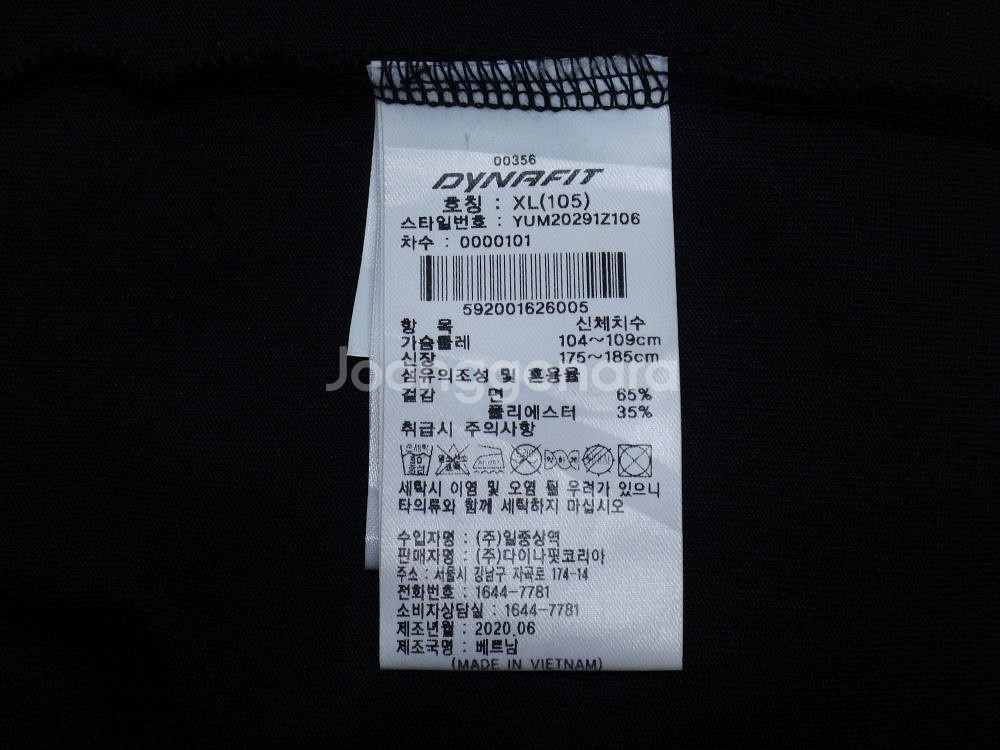 00356
DYNAFIT
호칭 : XL(105)
스타일번호 : YUM20291Z106
차수 : 0000101
592001626005
항 목 신체치수
가슴둘레 104~109cm
신장 175~185cm
Joonggonara
섬유의조성 및 혼용율
겉감 면 65%
폴리에스터 35%
취급시 주의사항
세탁시 이염 및 오염 될 우려가 있으니
타의류와 함께 세탁하지 마십시오
수입자명 : (주)일중상역
판매자명 : (주)다이나핏코리아
주소 : 서울시 강남구 자곡로 174-14
전화번호 : 1644-7781
소비자상담실 : 1644-7781
제조년월 : 2020.06
제조국명 : 베트남
(MADE IN VIETNAM)